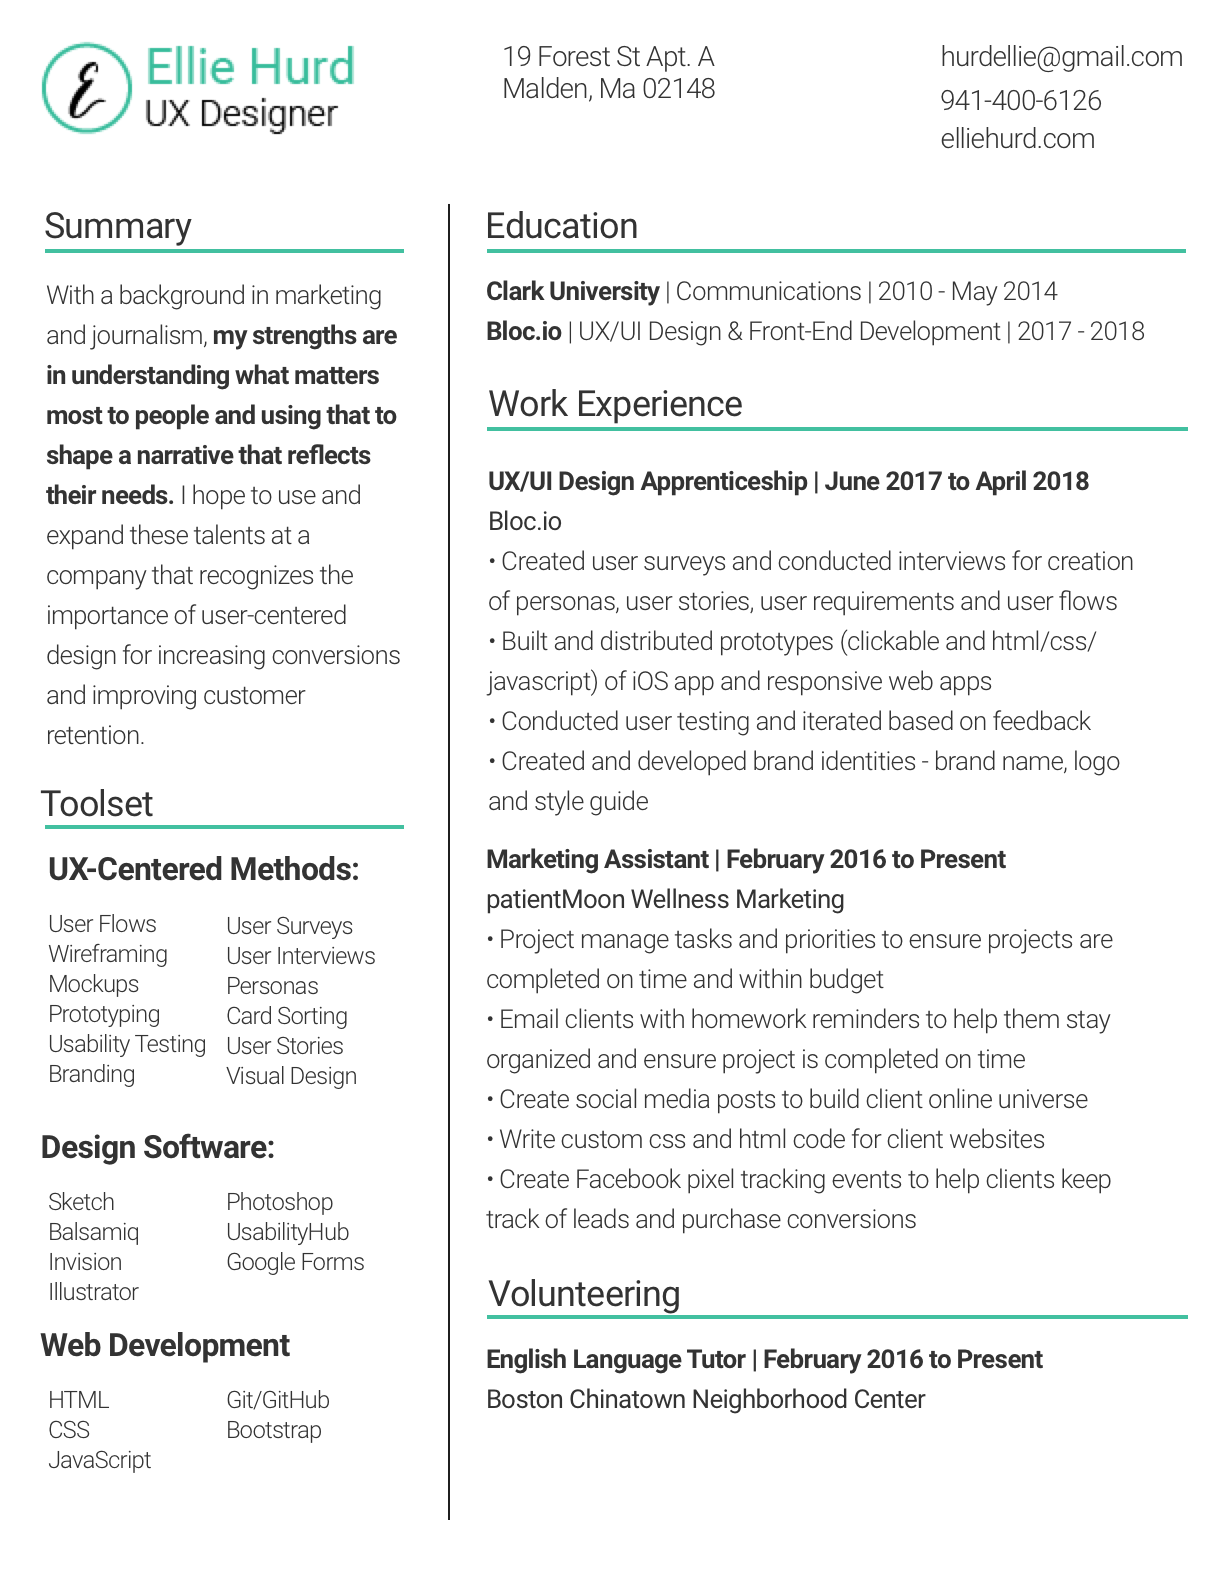 E
Ellie Hurd
UX Designer
19 Forest St Apt. A
Malden, Ma 02148
hurdellie@gmail.com
941-400-6126
elliehurd.com
Summary
With a background in marketing
and journalism, my strengths are
in understanding what matters
most to people and using that to
shape a narrative that reflects
their needs. I hope to use and
expand these talents at a
company that recognizes the
importance of user-centered
design for increasing conversions
and improving customer
retention.
Toolset
UX-Centered Methods:
User Flows
Wireframing
Mockups
Prototyping
Usability Testing
Branding
User Surveys
User Interviews
Personas
Card Sorting
User Stories
Visual Design
Design Software:
Sketch
Balsamiq
Invision
Illustrator
Photoshop
UsabilityHub
Google Forms
Web Development
HTML
CSS
JavaScript
Git/GitHub
Bootstrap
Education
Clark University | Communications | 2010 - May 2014
Bloc.io | UX/UI Design & Front-End Development | 2017 - 2018
Work Experience
UX/UI Design Apprenticeship | June 2017 to April 2018
Bloc.io
• Created user surveys and conducted interviews for creation
of personas, user stories, user requirements and user flows
• Built and distributed prototypes (clickable and html/css/
javascript) of iOS app and responsive web apps
• Conducted user testing and iterated based on feedback
• Created and developed brand identities - brand name, logo
and style guide
Marketing Assistant | February 2016 to Present
patientMoon Wellness Marketing
• Project manage tasks and priorities to ensure projects are
completed on time and within budget
• Email clients with homework reminders to help them stay
organized and ensure project is completed on time
• Create social media posts to build client online universe
• Write custom css and html code for client websites
• Create Facebook pixel tracking events to help clients keep
track of leads and purchase conversions
Volunteering
English Language Tutor | February 2016 to Present
Boston Chinatown Neighborhood Center